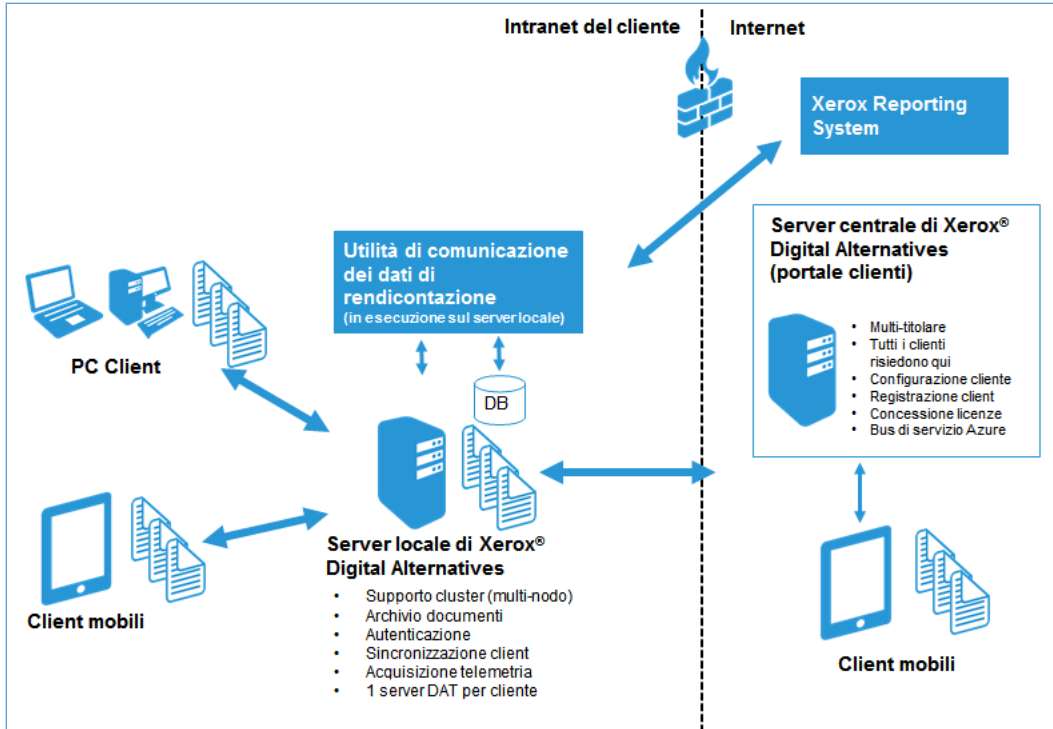 Intranet del cliente
Internet
Xerox Reporting
System
Utilità di comunicazione
dei dati di
rendicontazione
(in esecuzione sul server locale)
Server centrale di Xerox®
Digital Alternatives
(portale clienti)
• Multi-titolare
• Tutti i clienti
risiedono qui
• Configurazione cliente
• Registrazione client
• Concessione licenze
• Bus di servizio Azure
PC Client
DB
Server locale di Xerox®
Digital Alternatives
• Supporto cluster (multi-nodo)
• Archivio documenti
• Autenticazione
• Sincronizzazione client
• Acquisizione telemetria
• 1 server DAT per cliente
Client mobili
Client mobili